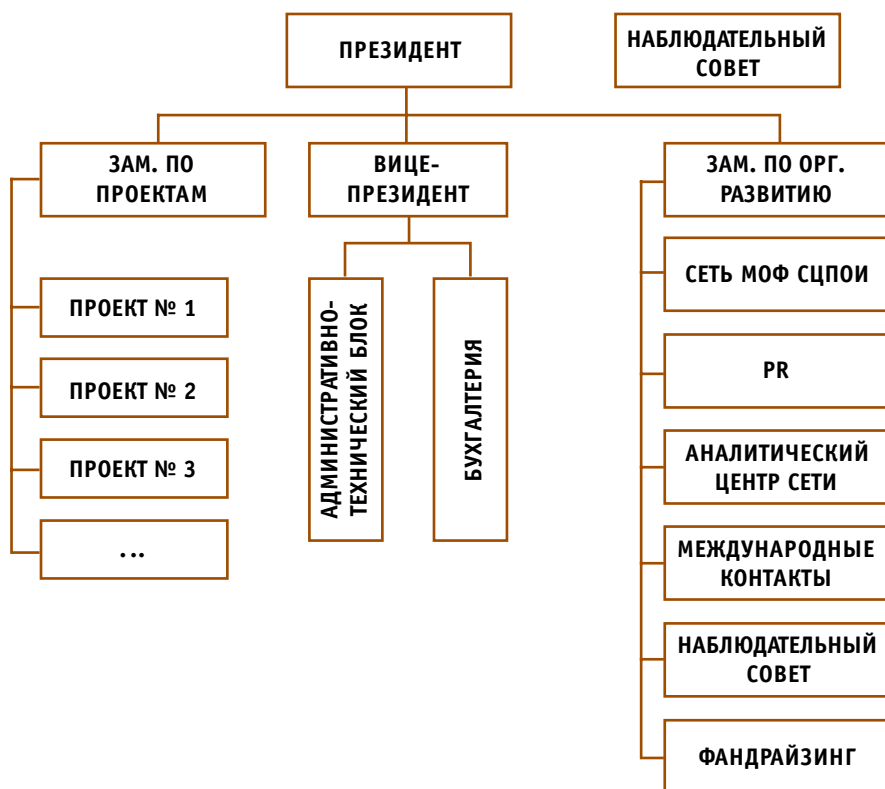 ПРЕЗИДЕНТ
НАБЛЮДАТЕЛЬНЫЙ
СОВЕТ
ЗАМ. ПО
ПРОЕКТАМ
ВИЦЕ-
ПРЕЗИДЕНТ
ЗАМ. ПО ОРГ.
РАЗВИТИЮ
ПРОЕКТ № 1
ПРОЕКТ № 2
ПРОЕКТ № 3
...
АДМИНИСТРАТИВНО-
ТЕХНИЧЕСКИЙ БЛОК
БУХГАЛТЕРИЯ
СЕТЬ МОФ СЦПОИ
PR
АНАЛИТИЧЕСКИЙ
ЦЕНТР СЕТИ
МЕЖДУНАРОДНЫЕ
КОНТАКТЫ
НАБЛЮДАТЕЛЬНЫЙ
СОВЕТ
ФАНДРАЙЗИНГ